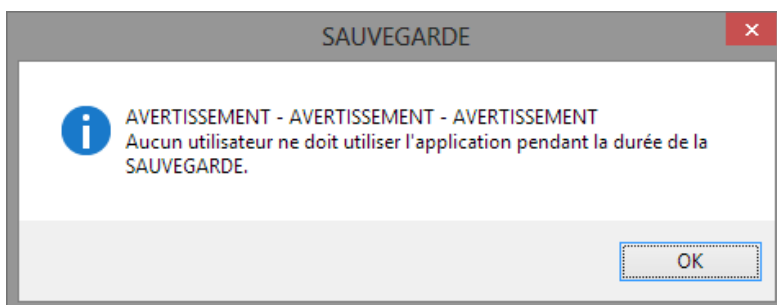 SAUVEGARDE
AVERTISSEMENT - AVERTISSEMENT - AVERTISSEMENT
Aucun utilisateur ne doit utiliser l'application pendant la durée de la
SAUVEGARDE.
OK